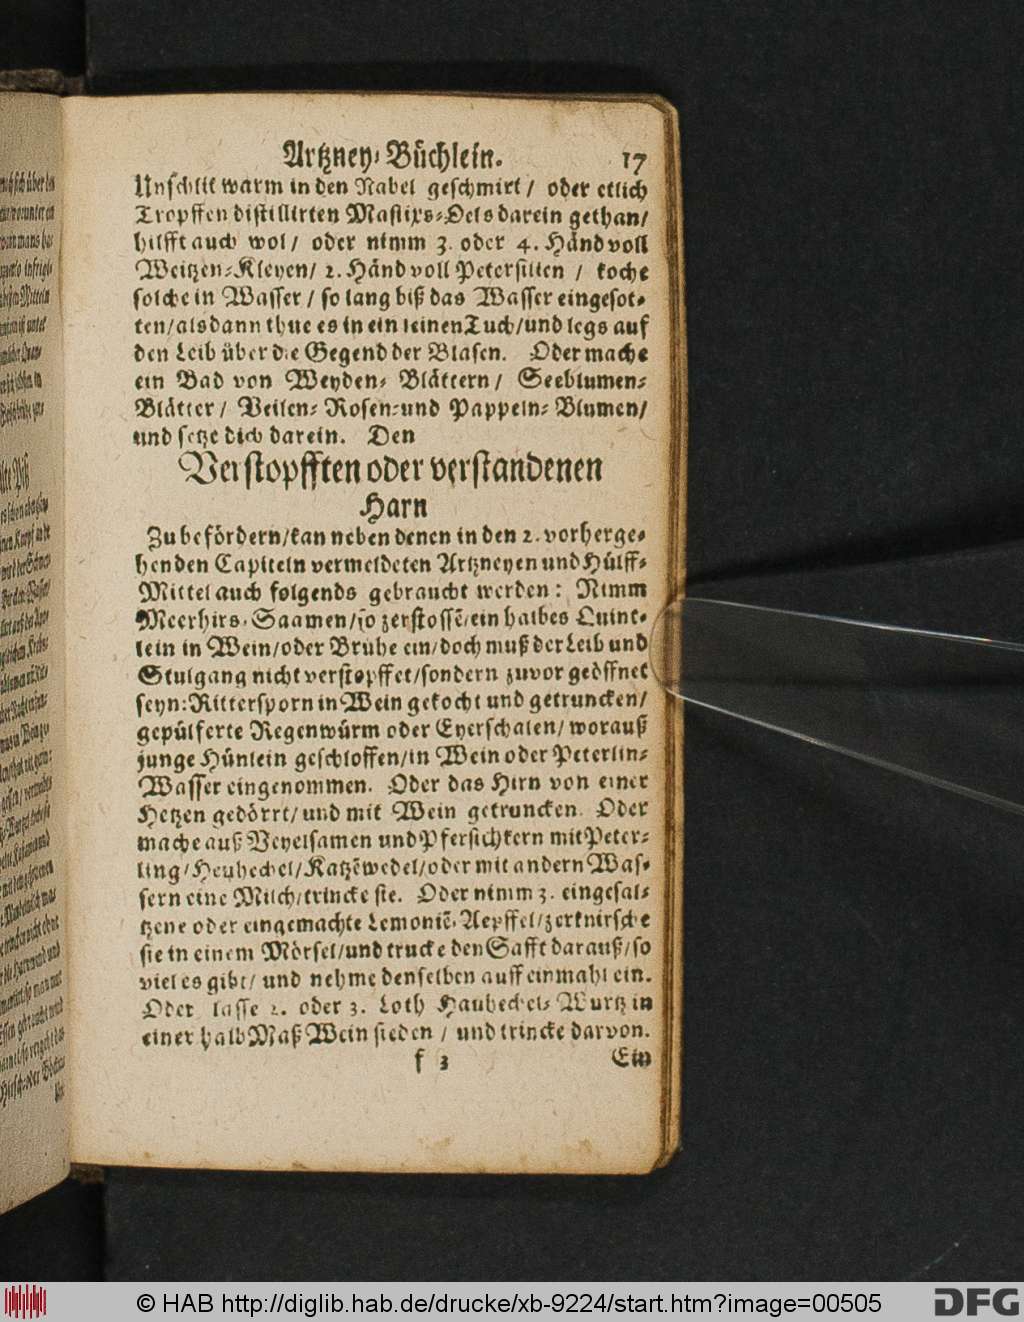 Artzney-Büchlein. 17
Unschlit warm in den Nabel geschmirt / oder etlich
Tropffen distillirten Mastixs-Oels darein gethan/
hilfft auch wol / oder nimm 3. oder 4. Händ voll
Weitzen-Kleyen / 2. Händ voll Petersilien / koche
solche in Wasser / so lang biß das Wasser eingesot-
ten/alsdann thue es in ein leinen Tuch/und legs auf
den Leib über die Gegend der Blasen. Oder mache
ein Bad von Weyden- Blättern / Seeblumen-
Blätter / Veilen- Rosen- und Pappeln- Blumen/
und setze dich darein. Den
Verstopfften oder verstandenen
Harn
Zu befördern/kan neben denen in den 2. vorherge-
henden Capiteln vermeldeten Artzneyen und Hülff-
Mittel auch folgends gebraucht werden: Nimm
Meerhirs-Saamen/so zerstossẽ/ein halbes Quint-
lein in Wein/oder Brühe ein/doch muß der Leib und
Stulgang nicht verstopffet/sondern zuvor geöffnet
seyn: Rittersporn in Wein gekocht und getruncken/
gepülferte Regenwürm oder Eyerschalen/ worauß
junge Hünlein geschloffen/in Wein oder Peterlin-
Wasser eingenommen. Oder das Hirn von einer
Hetzen gedörrt/ und mit Wein getruncken. Oder
mache auß Veyelsamen und Pfersichkern mit Peter-
ling/Heuhechel/Katzẽwedel/oder mit andern Was-
sern eine Milch/trincke sie. Oder nimm 3. eingesal-
tzene oder eingemachte Lemoniẽ-Aepffel/zerknirsche
sie in einem Mörsel/und trucke den Safft darauß/so
viel es gibt/ und nehme denselben auff einmahl ein.
Oder lasse 2. oder 3. Loth Hauhechel-Wurtz in
einer halb Maß Wein sieden / und trincke darvon.
f 3 Ein
© HAB http://diglib.hab.de/drucke/xb-9224/start.htm?image=00505
DFG